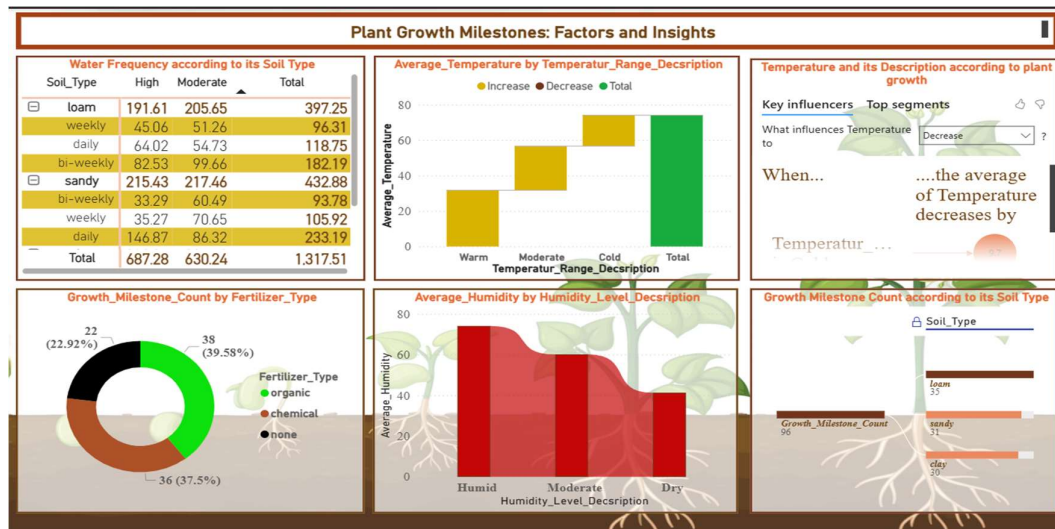 Plant Growth Milestones: Factors and Insights
Water Frequency according to its Soil Type
Soil_Type High Moderate Total
loam 191.61 205.65 397.25
weekly 45.06 51.26 96.31
daily 64.02 54.73 118.75
bi-weekly 82.53 99.66 182.19
sandy 215.43 217.46 432.88
bi-weekly 33.29 60.49 93.78
weekly 35.27 70.65 105.92
daily 146.87 86.32 233.19
Total 687.28 630.24 1,317.51
Average_Temperature by Temperatur_Range_Decsription
Increase Decrease Total
Average_Temperature
80
60
40
20
0
Warm Moderate Cold Total
Temperatur_Range_Decsription
Temperature and its Description according to plant
growth
Key influencers Top segments
What influences Temperature
to
Decrease
?
When...
....the average
of Temperature
decreases by
Temperatur_...
Growth_Milestone_Count by Fertilizer_Type
22
(22.92%)
38
(39.58%)
36 (37.5%)
Fertilizer_Type
organic
chemical
none
Average_Humidity by Humidity_Level_Decsription
Average_Humidity
80
60
40
20
0
Humid Moderate Dry
Humidity_Level_Decsription
Growth Milestone Count according to its Soil Type
Soil_Type
Growth_Milestone_Count
96
loam
35
sandy
31
clay
30